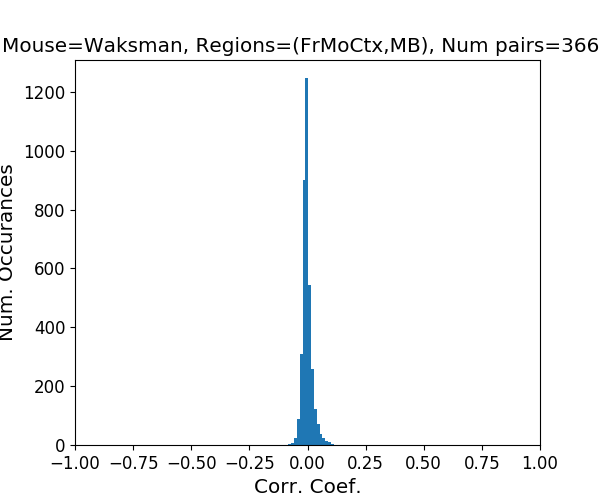 Mouse=Waksman, Regions=(FrMoCtx,MB), Num pairs=366
Num. Occurances
1200
1000
800
600
400
200
0
−1.00 −0.75 −0.50 −0.25 0.00 0.25 0.50 0.75 1.00
Corr. Coef.